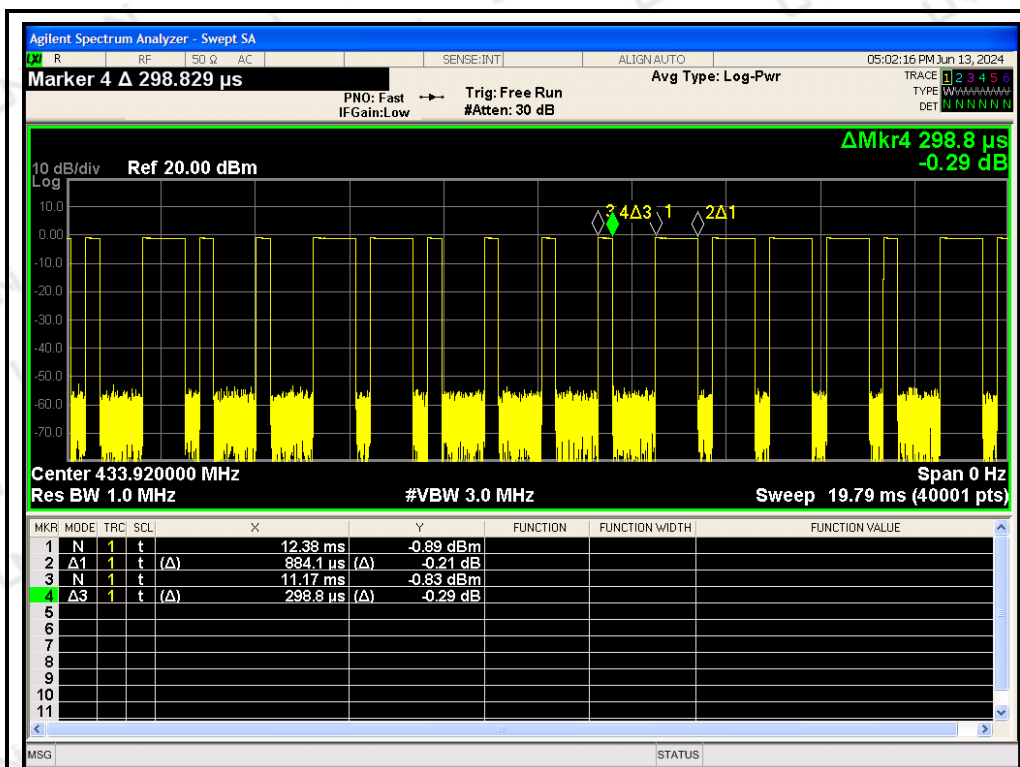 Agilent Spectrum Analyzer - Swept SA
LXI R RF 50 Ω AC SENSE:INT ALIGN AUTO 05:02:16 PM Jun 13, 2024
Marker 4 Δ 298.829 μs
Avg Type: Log-Pwr
TRACE 1 2 3 4 5 6
PNO: Fast Trig: Free Run
TYPE WWWWWW
IFGain:Low #Atten: 30 dB
DET N N N N N N
ΔMkr4 298.8 μs
-0.29 dB
10 dB/div Ref 20.00 dBm
Log
10.0
0.00
-10.0
-20.0
-30.0
-40.0
-50.0
-60.0
-70.0
3 4Δ3 1 2Δ1
Center 433.920000 MHz Span 0 Hz
Res BW 1.0 MHz #VBW 3.0 MHz Sweep 19.79 ms (40001 pts)
MKR MODE TRC SCL X Y FUNCTION FUNCTION WIDTH FUNCTION VALUE
1 N 1 t 12.38 ms -0.89 dBm
2 Δ1 1 t (Δ) 884.1 μs (Δ) -0.21 dB
3 N 1 t 11.17 ms -0.83 dBm
4 Δ3 1 t (Δ) 298.8 μs (Δ) -0.29 dB
5
6
7
8
9
10
11
MSG STATUS